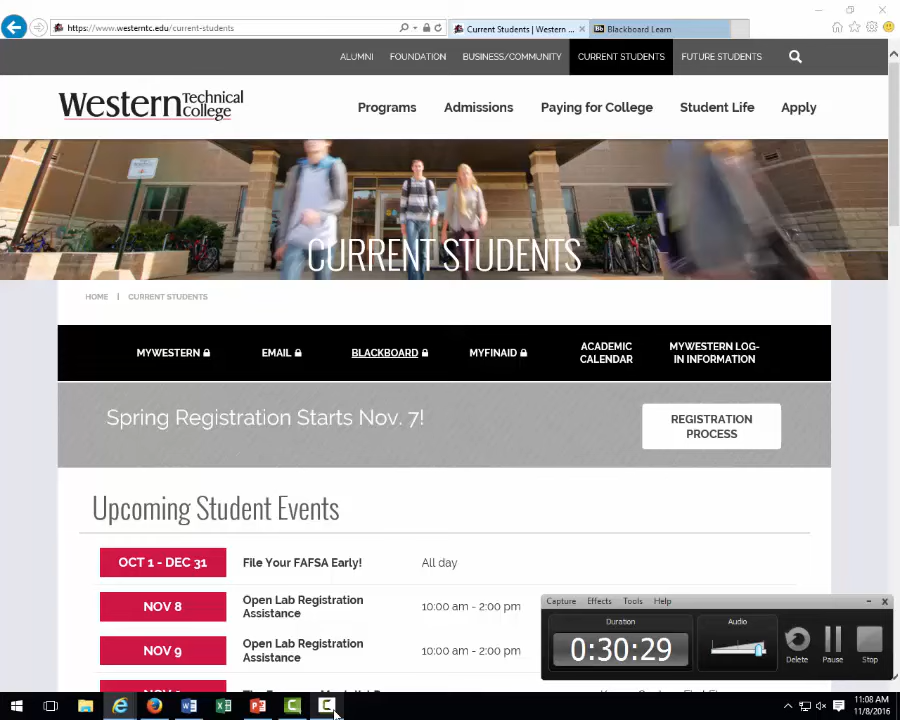 https://www.westerntc.edu/current-students
Current Students | Western ...
Bb Blackboard Learn
ALUMNI FOUNDATION BUSINESS/COMMUNITY CURRENT STUDENTS FUTURE STUDENTS
Western Technical College
Programs Admissions Paying for College Student Life Apply
CURRENT STUDENTS
HOME | CURRENT STUDENTS
MYWESTERN EMAIL BLACKBOARD MYFINAID ACADEMIC CALENDAR MYWESTERN LOG-IN INFORMATION
Spring Registration Starts Nov. 7!
REGISTRATION PROCESS
Upcoming Student Events
OCT 1 - DEC 31 File Your FAFSA Early! All day
NOV 8 Open Lab Registration Assistance 10:00 am - 2:00 pm
NOV 9 Open Lab Registration Assistance 10:00 am - 2:00 pm
Capture Effects Tools Help
Duration
0:30:29
Audio
Delete Pause Stop
11:08 AM
11/8/2016